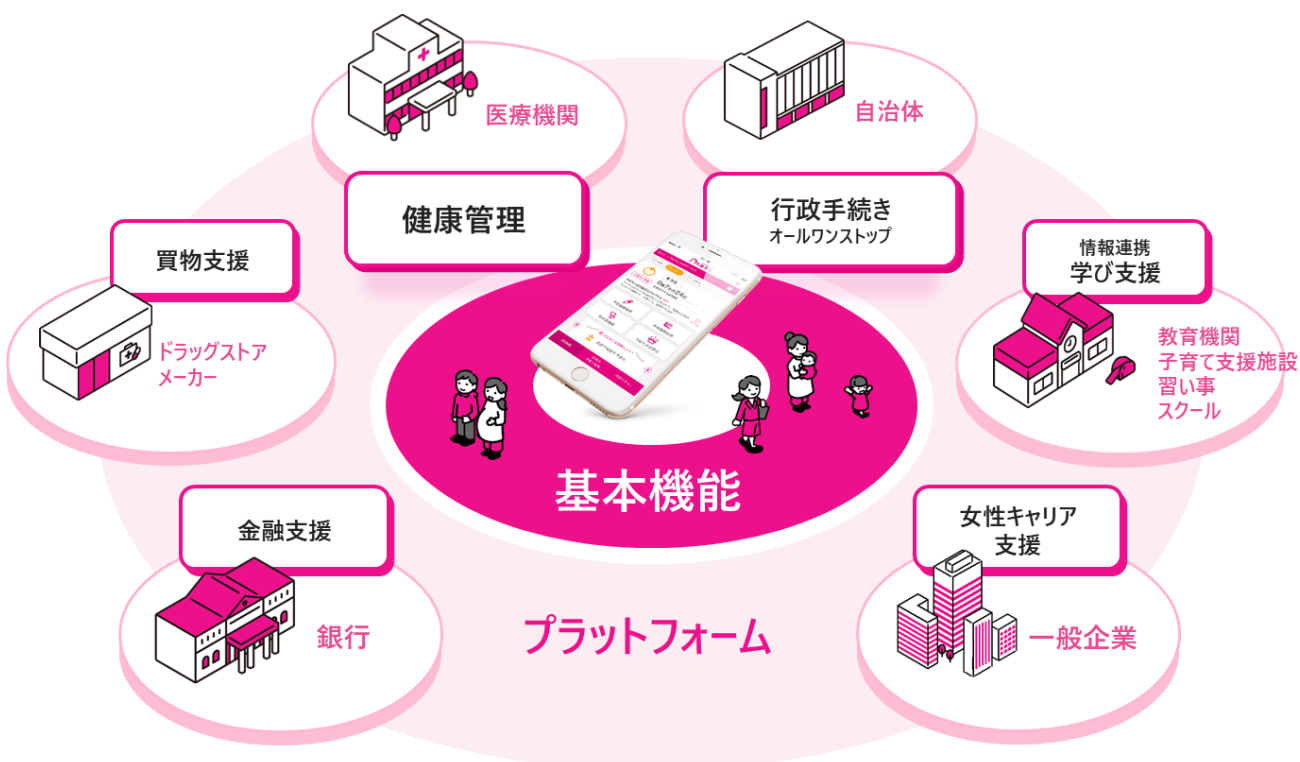 医療機関
自治体
健康管理
行政手続き
オールワンストップ
買物支援
情報連携
学び支援
ドラッグストア
メーカー
教育機関
子育て支援施設
習い事
スクール
基本機能
金融支援
女性キャリア
支援
銀行
一般企業
プラットフォーム